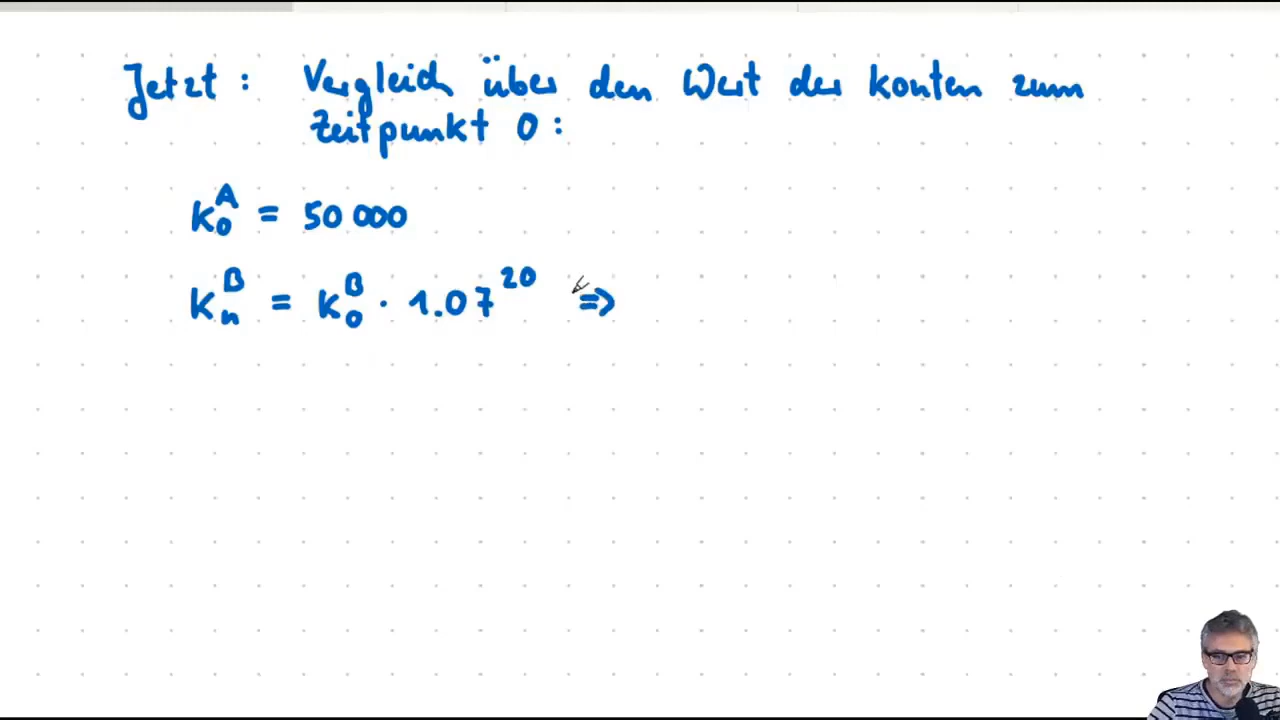 Jetzt : Vergleich über den Wert der Konten zum
Zeitpunkt 0 :
K₀ᴬ = 50 000
Kₙᴮ = K₀ᴮ · 1.07²⁰ ⇒